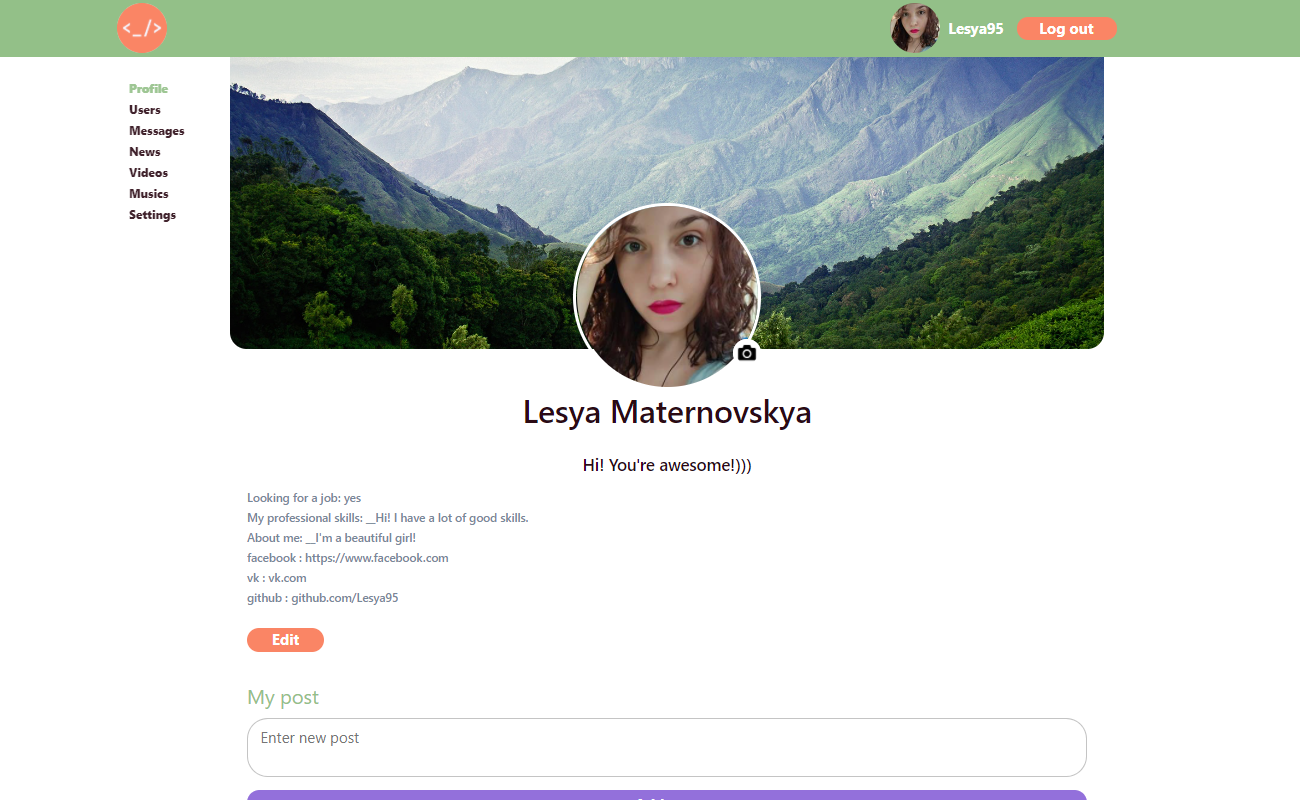 <_/>
Lesya95
Log out
Profile
Users
Messages
News
Videos
Musics
Settings
Lesya Maternovskya
Hi! You're awesome!)))
Looking for a job: yes
My professional skills: __Hi! I have a lot of good skills.
About me: __I'm a beautiful girl!
facebook : https://www.facebook.com
vk : vk.com
github : github.com/Lesya95
Edit
My post
Enter new post